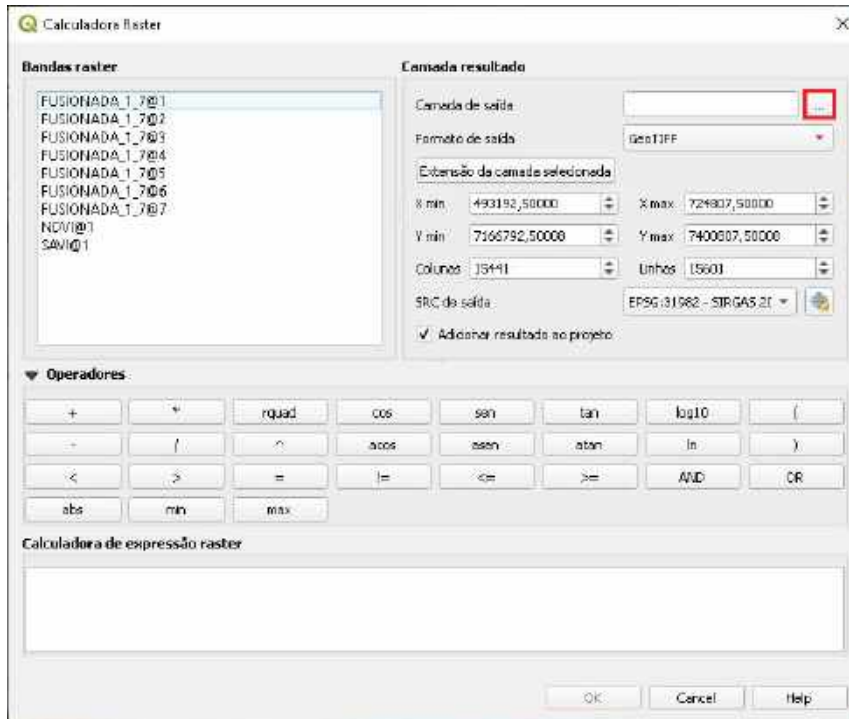 Calculadora Raster
Bandas raster
FUSIONADA_1_7@1
FUSIONADA_1_7@2
FUSIONADA_1_7@3
FUSIONADA_1_7@4
FUSIONADA_1_7@5
FUSIONADA_1_7@6
FUSIONADA_1_7@7
NDVI@1
SAVI@1
Camada resultado
Camada de saída ...
Formato de saída GeoTIFF
Extensão da camada selecionada
X min 493192,50000 X max 724807,50000
Y min 7166792,50008 Y max 7400807,50008
Colunas 15441 Linhas 15601
SRC de saída EPSG:31982 - SIRGAS 20
✓ Adicionar resultado ao projeto
Operadores
+ * rquad cos sen tan log10 (
- / ^ acos asen atan ln )
< > = != <= >= AND OR
abs min max
Calculadora de expressão raster
OK Cancel Help